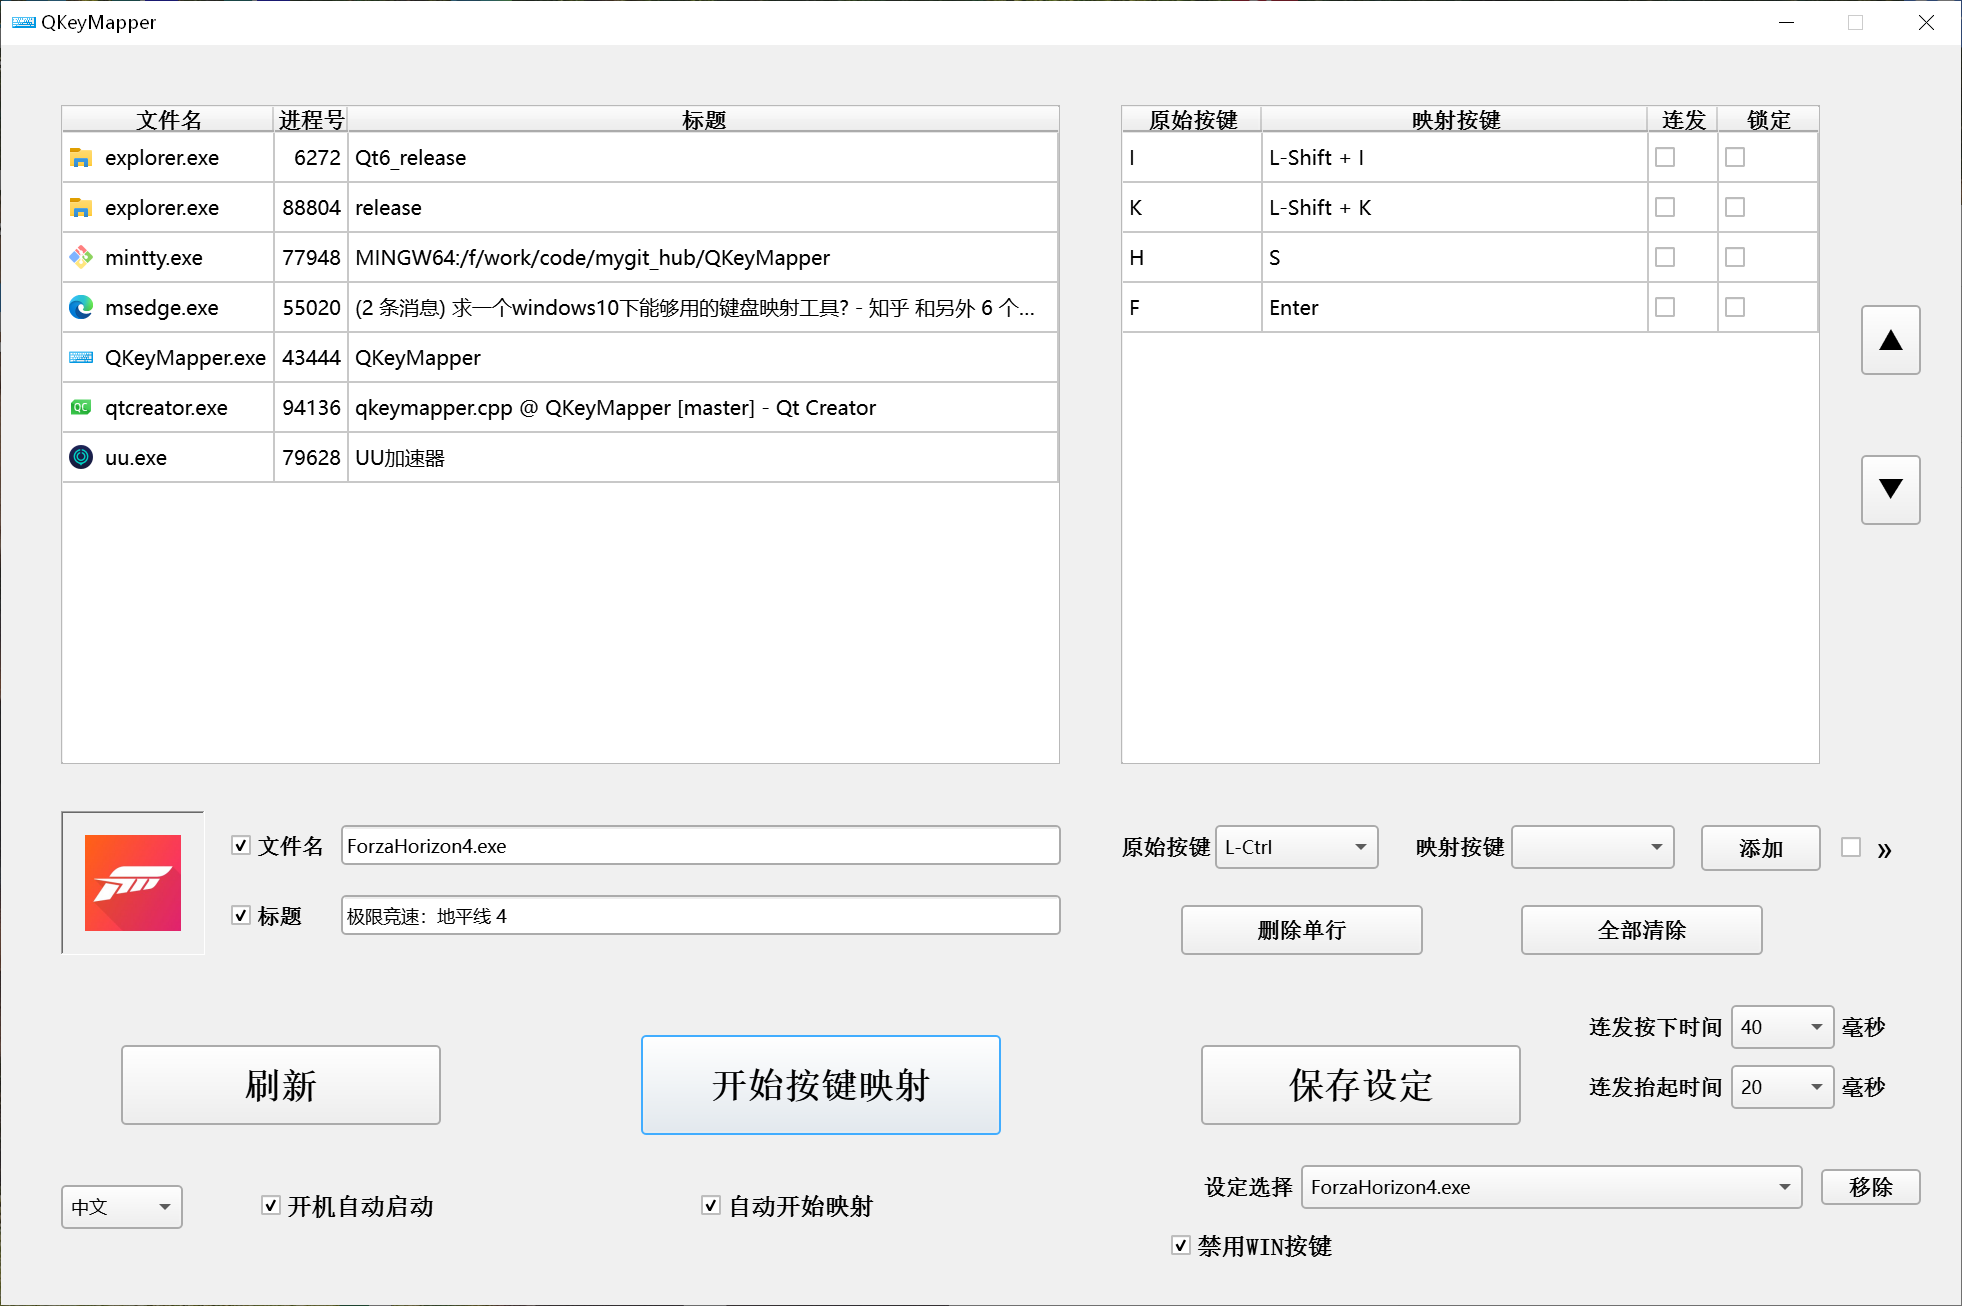 QKeyMapper
文件名 进程号 标题
explorer.exe 6272 Qt6_release
explorer.exe 88804 release
mintty.exe 77948 MINGW64:/f/work/code/mygit_hub/QKeyMapper
msedge.exe 55020 (2 条消息) 求一个windows10下能够用的键盘映射工具? - 知乎 和另外 6 个...
QKeyMapper.exe 43444 QKeyMapper
QC qtcreator.exe 94136 qkeymapper.cpp @ QKeyMapper [master] - Qt Creator
uu.exe 79628 UU加速器
原始按键 映射按键 连发 锁定
I L-Shift + I
K L-Shift + K
H S
F Enter
▲
▼
文件名 ForzaHorizon4.exe
标题 极限竞速：地平线 4
原始按键 L-Ctrl 映射按键 添加 »
删除单行 全部清除
连发按下时间 40 毫秒
连发抬起时间 20 毫秒
刷新 开始按键映射 保存设定
设定选择 ForzaHorizon4.exe 移除
中文 开机自动启动 自动开始映射
禁用WIN按键